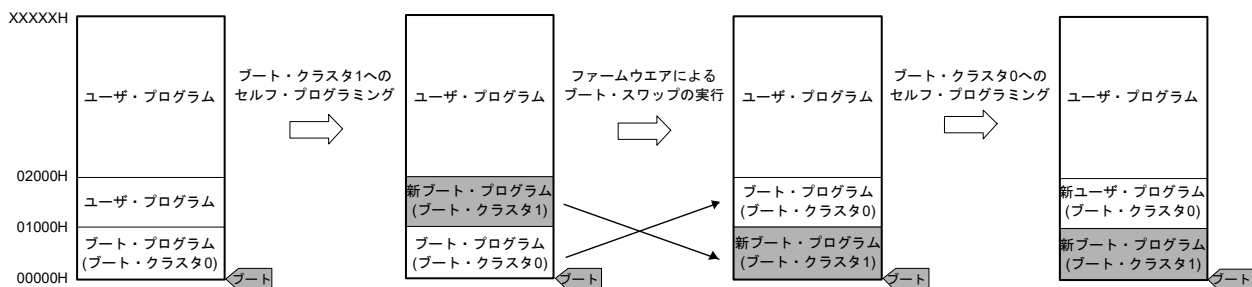 XXXXXH
ユーザ・プログラム
02000H
ユーザ・プログラム
01000H
ブート・プログラム
(ブート・クラスタ0)
00000H
ブート
ブート・クラスタ1への
セルフ・プログラミング
ユーザ・プログラム
新ブート・プログラム
(ブート・クラスタ1)
ブート・プログラム
(ブート・クラスタ0)
ブート
ファームウエアによる
ブート・スワップの実行
ユーザ・プログラム
ブート・プログラム
(ブート・クラスタ0)
新ブート・プログラム
(ブート・クラスタ1)
ブート
ブート・クラスタ0への
セルフ・プログラミング
ユーザ・プログラム
新ユーザ・プログラム
(ブート・クラスタ0)
新ブート・プログラム
(ブート・クラスタ1)
ブート